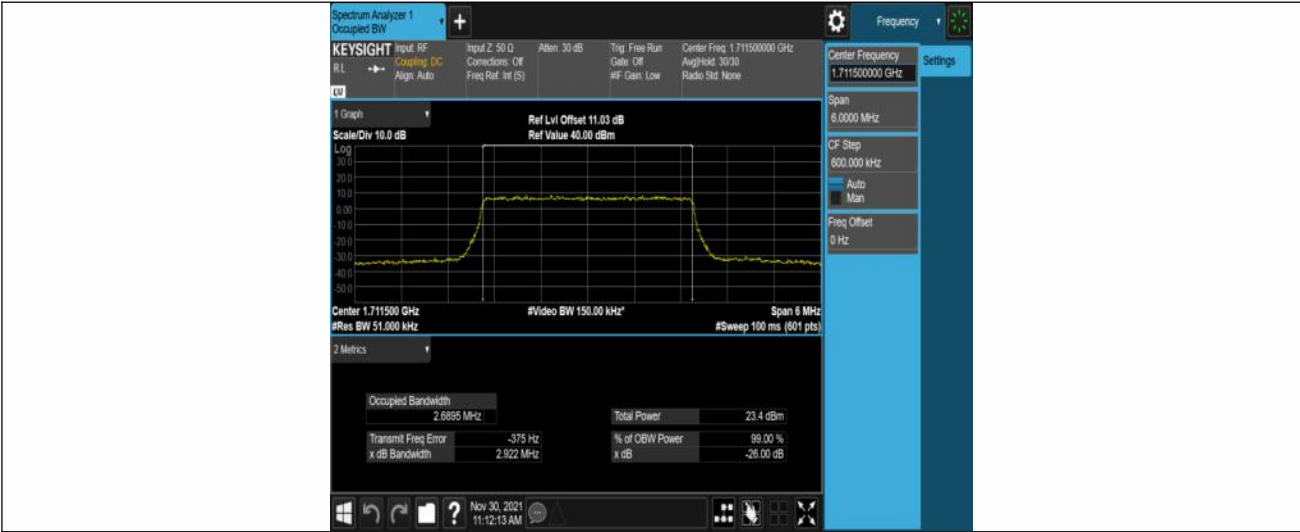 Spectrum Analyzer 1
Occupied BW
+
Frequency
KEYSIGHT
RL
Input: RF
Coupling: DC
Align: Auto
Input Z: 50 Ω
Corrections: Off
Freq Ref: Int (S)
Atten: 30 dB
Trig: Free Run
Gate: Off
#IF Gain: Low
Center Freq: 1.711500000 GHz
Avg|Hold: 30/30
Radio Std: None
1 Graph
Scale/Div 10.0 dB
Ref Lvl Offset 11.03 dB
Ref Value 40.00 dBm
Log
30.0
20.0
10.0
0.00
-10.0
-20.0
-30.0
-40.0
-50.0
Center 1.711500 GHz
#Video BW 150.00 kHz*
Span 6 MHz
#Res BW 51.000 kHz
#Sweep 100 ms (601 pts)
2 Metrics
Occupied Bandwidth
2.6895 MHz
Total Power 23.4 dBm
Transmit Freq Error -375 Hz
% of OBW Power 99.00 %
x dB Bandwidth 2.922 MHz
x dB -26.00 dB
Center Frequency
1.711500000 GHz
Settings
Span
6.0000 MHz
CF Step
600.000 kHz
Auto
Man
Freq Offset
0 Hz
?
Nov 30, 2021
11:12:13 AM